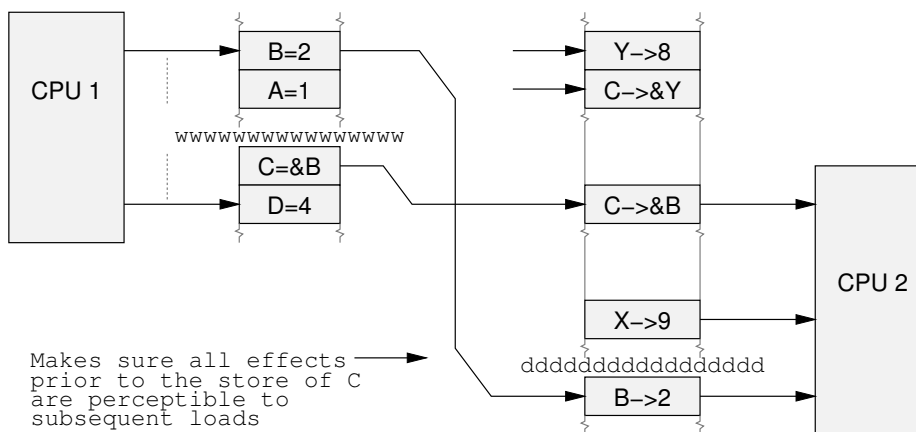 B=2
Y−>8
CPU 1
A=1
C−>&Y
wwwwwwwwwwwwwwww
C=&B
D=4
C−>&B
CPU 2
X−>9
Makes sure all effects
prior to the store of C
are perceptible to
subsequent loads
ddddddddddddddddd
B−>2